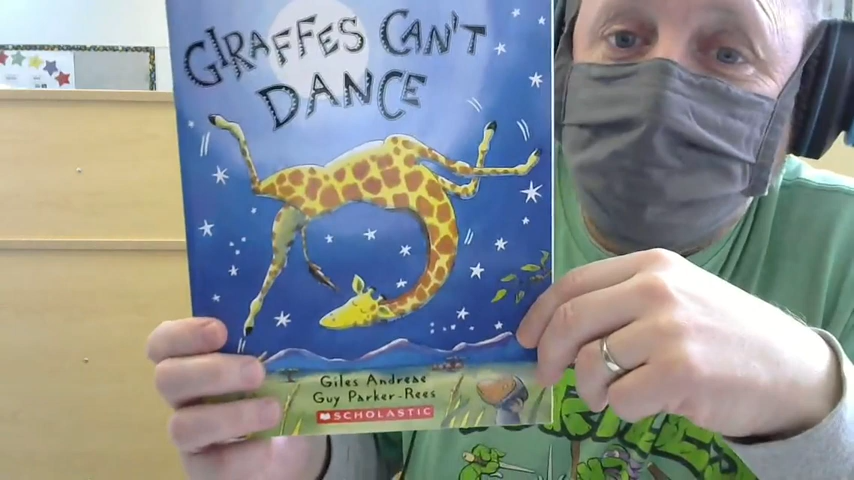 GIRAFFES CAN'T
DANCE
Giles Andreae
Guy Parker-Rees
SCHOLASTIC